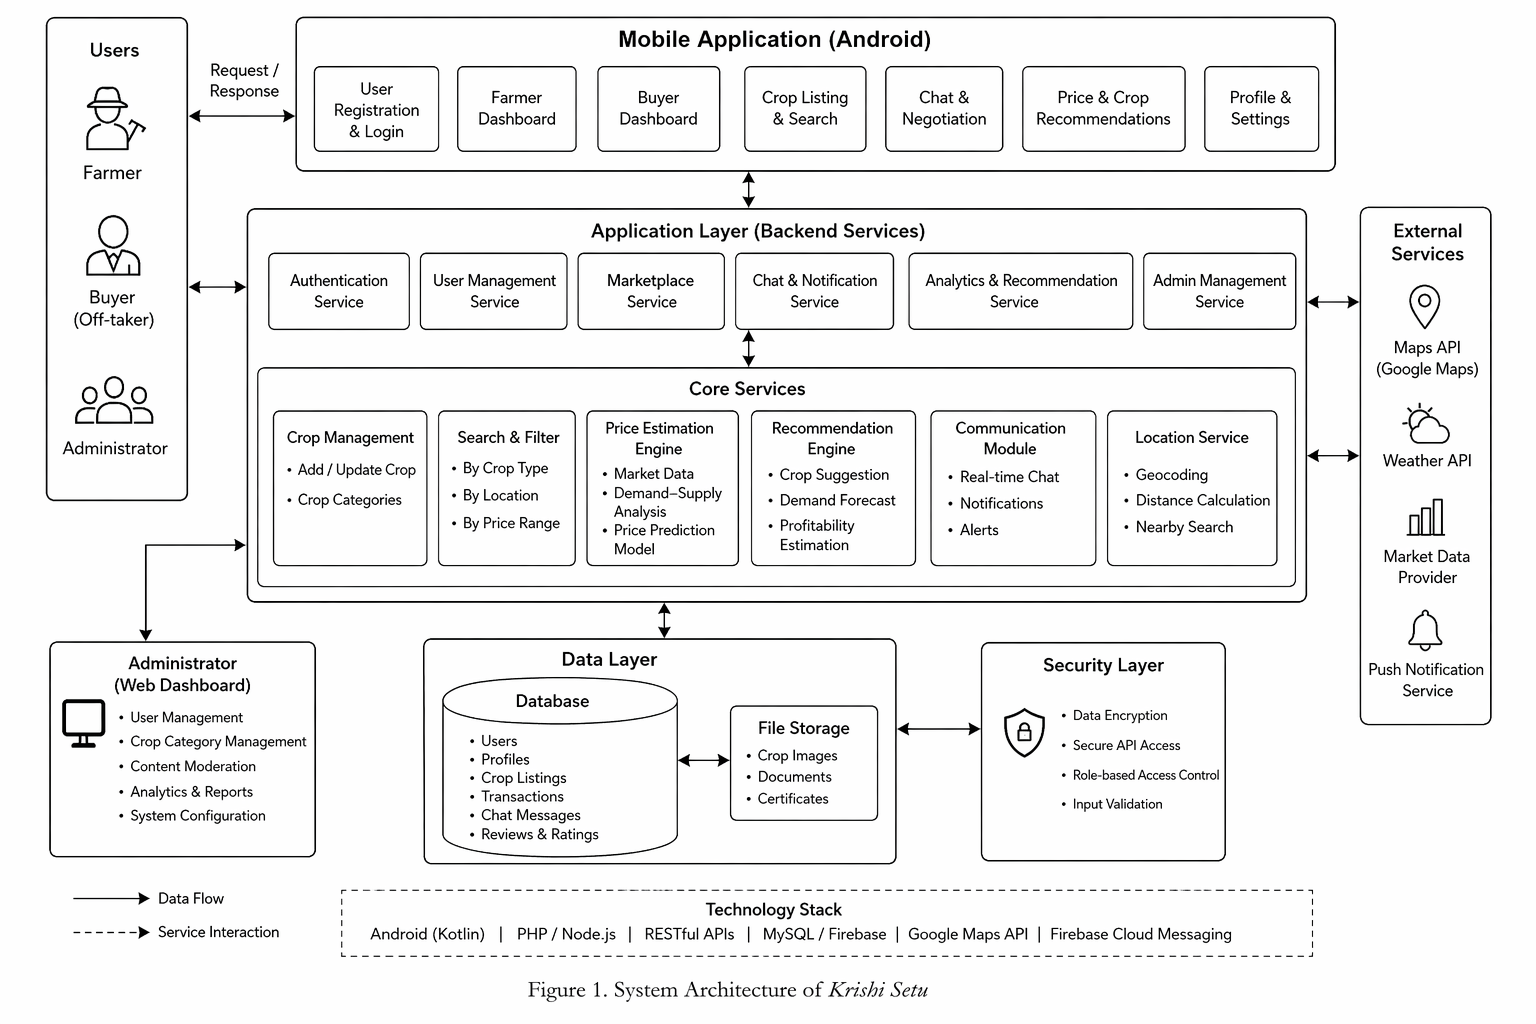 Users
Farmer
Buyer
(Off-taker)
Administrator
Request /
Response
Mobile Application (Android)
User
Registration
& Login
Farmer
Dashboard
Buyer
Dashboard
Crop Listing
& Search
Chat &
Negotiation
Price & Crop
Recommendations
Profile &
Settings
Application Layer (Backend Services)
Authentication
Service
User Management
Service
Marketplace
Service
Chat & Notification
Service
Analytics & Recommendation
Service
Admin Management
Service
Core Services
Crop Management
• Add / Update Crop
• Crop Categories
Search & Filter
• By Crop Type
• By Location
• By Price Range
Price Estimation
Engine
• Market Data
• Demand–Supply
Analysis
• Price Prediction
Model
Recommendation
Engine
• Crop Suggestion
• Demand Forecast
• Profitability
Estimation
Communication
Module
• Real-time Chat
• Notifications
• Alerts
Location Service
• Geocoding
• Distance Calculation
• Nearby Search
External
Services
Maps API
(Google Maps)
Weather API
Market Data
Provider
Push Notification
Service
Administrator
(Web Dashboard)
• User Management
• Crop Category Management
• Content Moderation
• Analytics & Reports
• System Configuration
Data Layer
Database
• Users
• Profiles
• Crop Listings
• Transactions
• Chat Messages
• Reviews & Ratings
File Storage
• Crop Images
• Documents
• Certificates
Security Layer
• Data Encryption
• Secure API Access
• Role-based Access Control
• Input Validation
Data Flow
Service Interaction
Technology Stack
Android (Kotlin) | PHP / Node.js | RESTful APIs | MySQL / Firebase | Google Maps API | Firebase Cloud Messaging
Figure 1. System Architecture of Krishi Setu